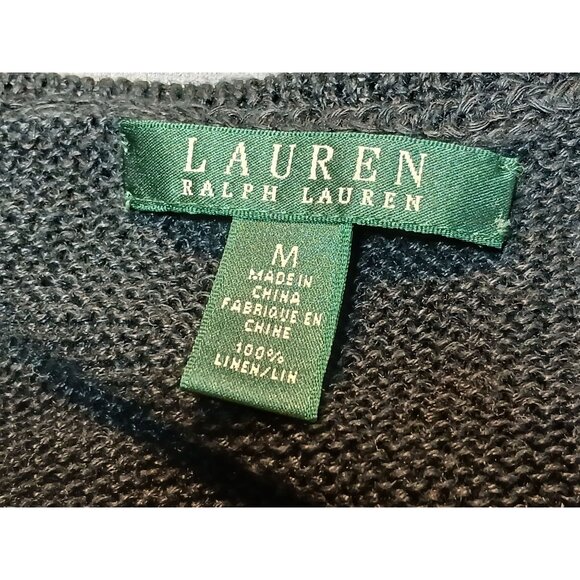 LAUREN
RALPH LAUREN
M
MADE IN
CHINA
FABRIQUE EN
CHINE
100%
LINEN/LIN